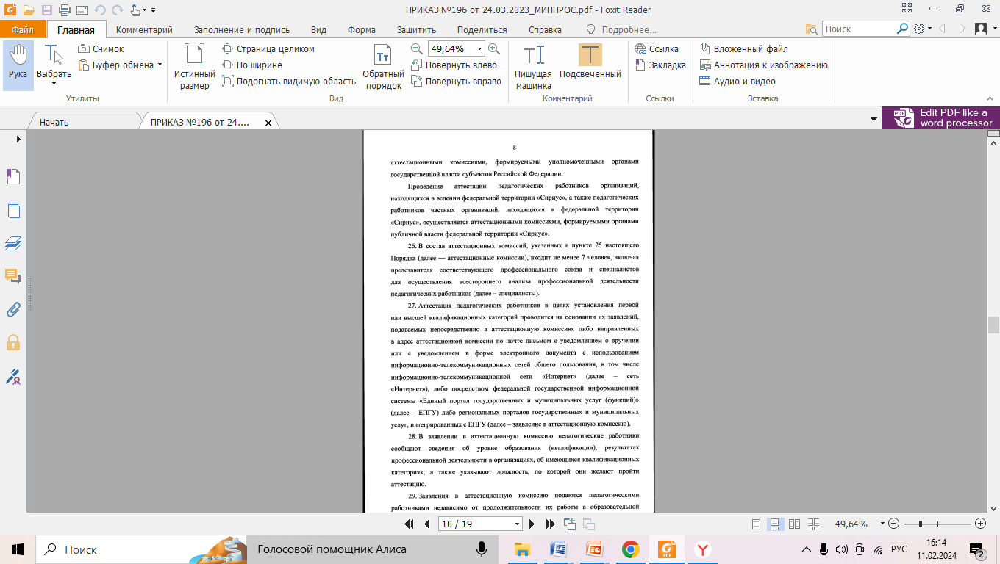 ПРИКАЗ №196 от 24.03.2023_МИНПРОС.pdf - Foxit Reader
Файл Главная Комментарий Заполнение и подпись Вид Форма Защитить Поделиться Справка Подробнее... Поиск
Рука
Выбрать
Снимок
Буфер обмена
Утилиты
Истинный размер
Страница целиком
По ширине
Подогнать видимую область
Обратный порядок
49,64%
Повернуть влево
Повернуть вправо
Вид
Пишущая машинка
Подсвеченный
Комментарий
Ссылка
Закладка
Ссылки
Вложенный файл
Аннотация к изображению
Аудио и видео
Вставка
Начать
ПРИКАЗ №196 от 24....
Edit PDF like a
word processor
8
аттестационными комиссиями, формируемыми уполномоченными органами
государственной власти субъектов Российской Федерации.
Проведение аттестации педагогических работников организаций,
находящихся в ведении федеральной территории «Сириус», а также педагогических
работников частных организаций, находящихся в федеральной территории
«Сириус», осуществляется аттестационными комиссиями, формируемыми органами
публичной власти федеральной территории «Сириус».
26. В состав аттестационных комиссий, указанных в пункте 25 настоящего
Порядка (далее — аттестационные комиссии), входит не менее 7 человек, включая
представителя соответствующего профессионального союза и специалистов
для осуществления всестороннего анализа профессиональной деятельности
педагогических работников (далее – специалисты).
27. Аттестация педагогических работников в целях установления первой
или высшей квалификационных категорий проводится на основании их заявлений,
подаваемых непосредственно в аттестационную комиссию, либо направленных
в адрес аттестационной комиссии по почте письмом с уведомлением о вручении
или с уведомлением в форме электронного документа с использованием
информационно-телекоммуникационных сетей общего пользования, в том числе
информационно-телекоммуникационной сети «Интернет» (далее – сеть
«Интернет»), либо посредством федеральной государственной информационной
системы «Единый портал государственных и муниципальных услуг (функций)»
(далее – ЕПГУ) либо региональных порталов государственных и муниципальных
услуг, интегрированных с ЕПГУ (далее – заявление в аттестационную комиссию).
28. В заявлении в аттестационную комиссию педагогические работники
сообщают сведения об уровне образования (квалификации), результатах
профессиональной деятельности в организациях, об имеющихся квалификационных
категориях, а также указывают должность, по которой они желают пройти
аттестацию.
29. Заявления в аттестационную комиссию подаются педагогическими
работниками независимо от продолжительности их работы в образовательной
10 / 19
49,64%
Поиск
Голосовой помощник Алиса
РУС
16:14
11.02.2024
2